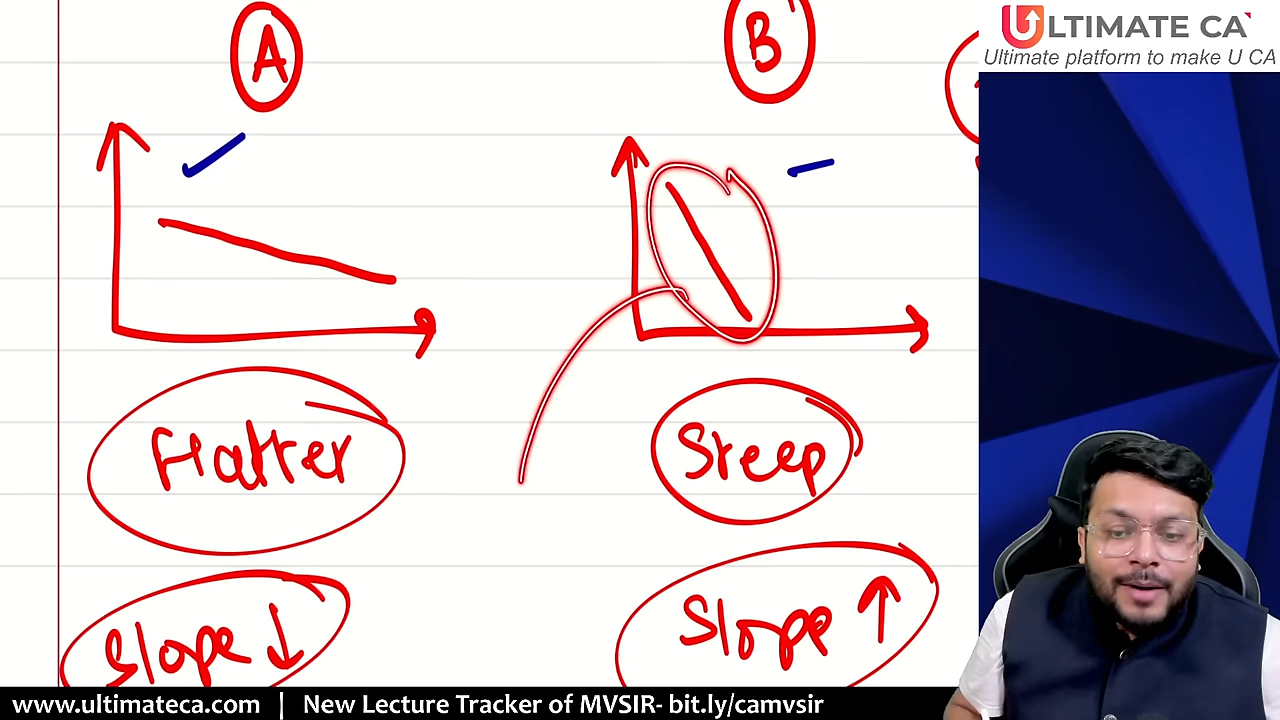 A
B
ULTIMATE CA
Ultimate platform to make U CA
Flatter
Steep
Slope ↓
Slope ↑
www.ultimateca.com | New Lecture Tracker of MVSIR- bit.ly/camvsir